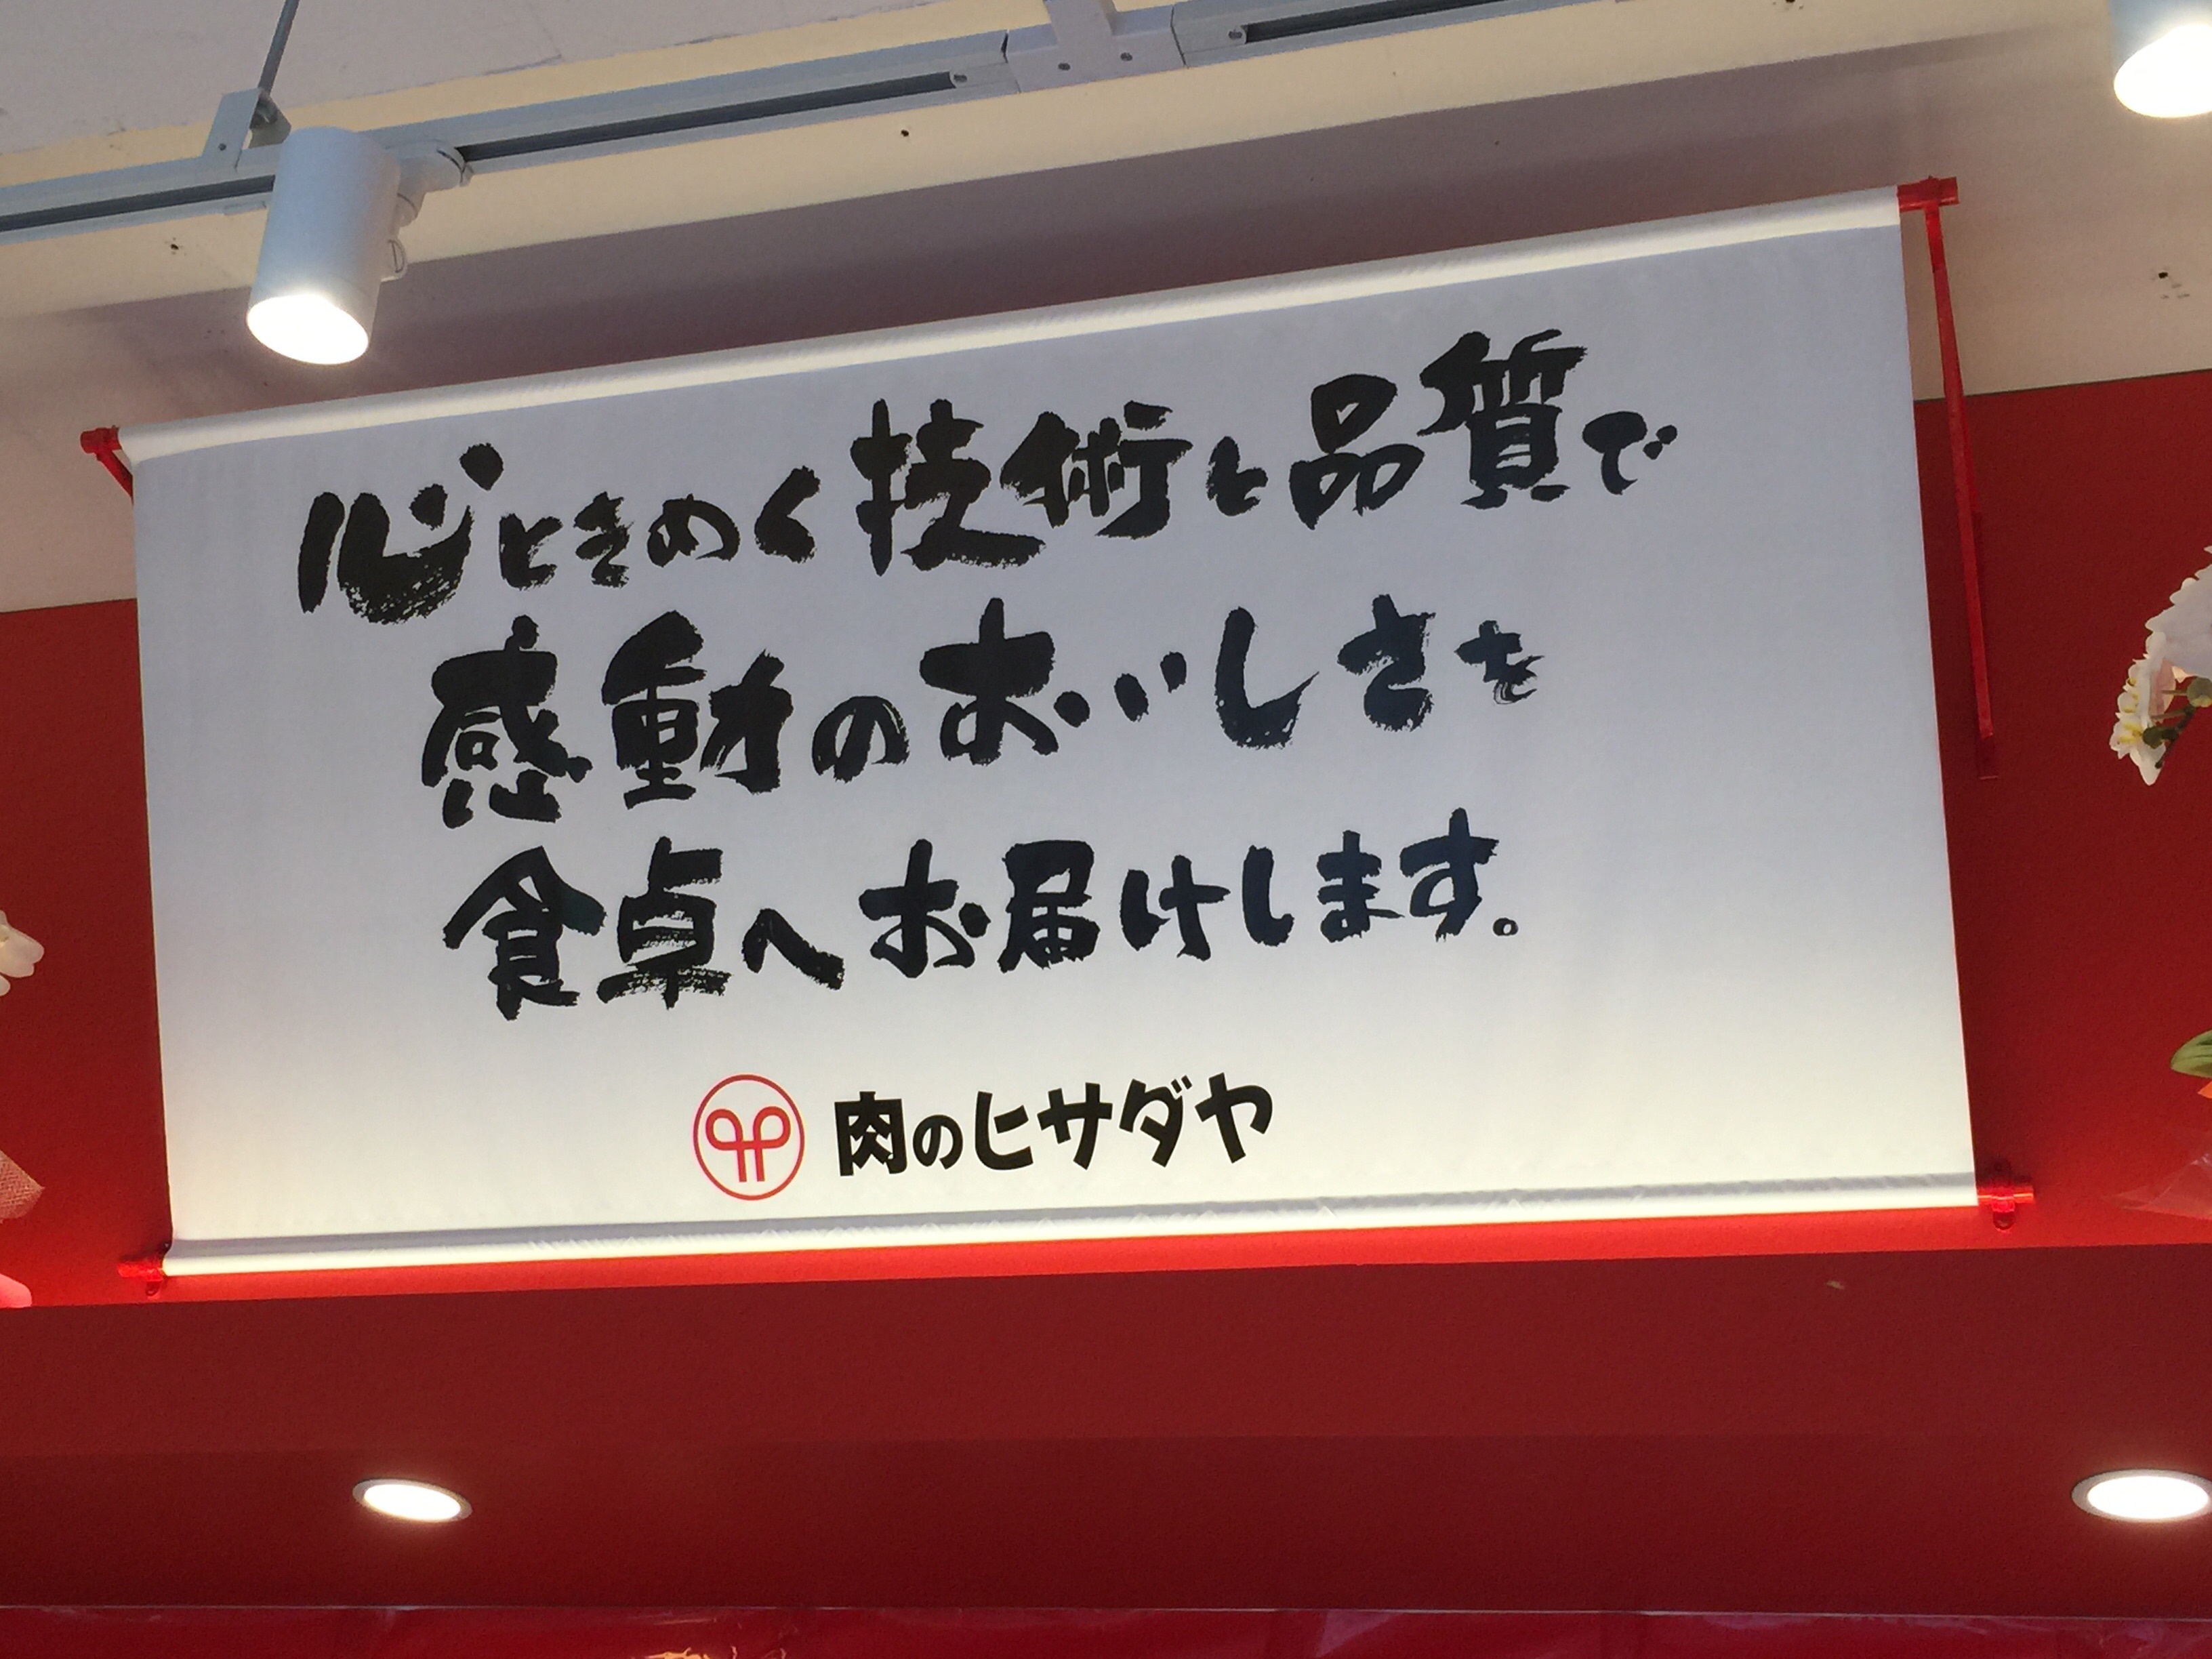 心ときめく技術と品質で
感動のおいしさを
食卓へお届けします。
肉のヒサダヤ